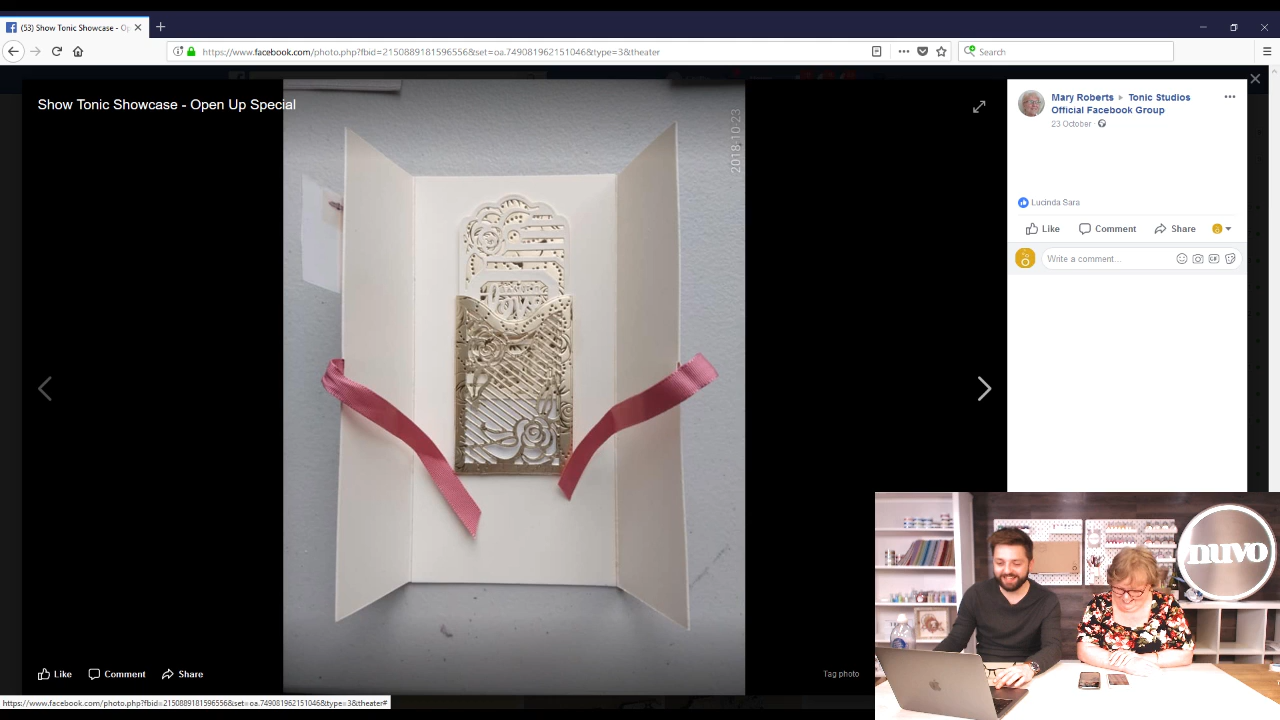 (53) Show Tonic Showcase - Op
https://www.facebook.com/photo.php?fbid=2150889181596556&set=oa.749081962151046&type=3&theater
Search
Show Tonic Showcase - Open Up Special
2018-10-23
Mary Roberts ▸ Tonic Studios
Official Facebook Group
23 October ·
Lucinda Sara
Like Comment Share
Write a comment...
GIF
nuvo
Like Comment Share
Tag photo
https://www.facebook.com/photo.php?fbid=2150889181596556&set=oa.749081962151046&type=3&theater#